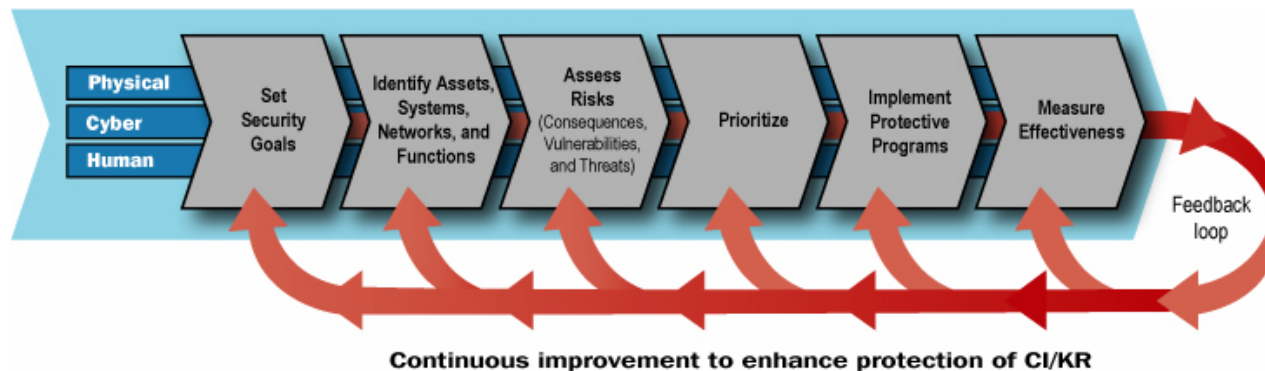 Physical
Cyber
Human
Set
Security
Goals
Identify Assets,
Systems,
Networks, and
Functions
Assess
Risks
(Consequences,
Vulnerabilities,
and Threats)
Prioritize
Implement
Protective
Programs
Measure
Effectiveness
Feedback
loop
Continuous improvement to enhance protection of CI/KR